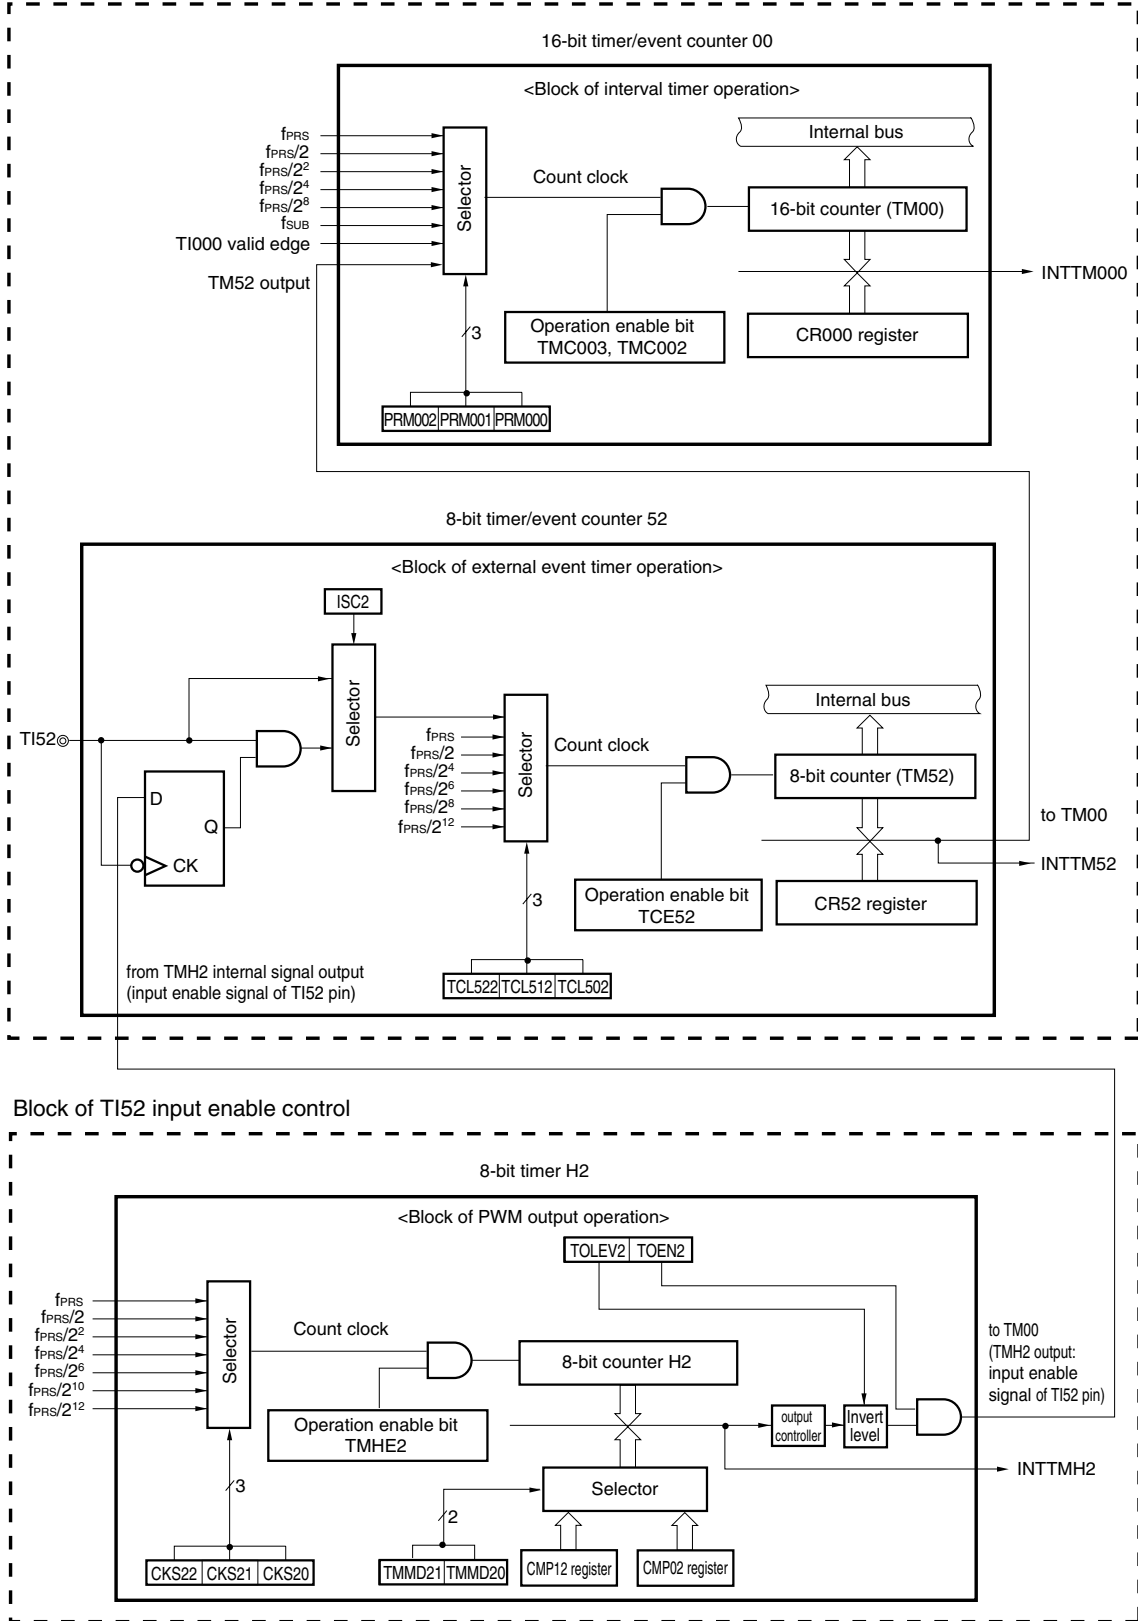 16-bit timer/event counter 00
<Block of interval timer operation>
Internal bus
fPRS
fPRS/2
fPRS/2²
fPRS/2⁴
fPRS/2⁸
fSUB
TI000 valid edge
TM52 output
Selector
Count clock
16-bit counter (TM00)
INTTM000
Operation enable bit
TMC003, TMC002
CR000 register
3
PRM002 PRM001 PRM000
8-bit timer/event counter 52
<Block of external event timer operation>
ISC2
Selector
Internal bus
TI52
fPRS
fPRS/2
fPRS/2⁴
fPRS/2⁶
fPRS/2⁸
fPRS/2¹²
Selector
Count clock
8-bit counter (TM52)
D
Q
CK
to TM00
INTTM52
Operation enable bit
TCE52
CR52 register
3
from TMH2 internal signal output
(input enable signal of TI52 pin)
TCL522 TCL512 TCL502
Block of TI52 input enable control
8-bit timer H2
<Block of PWM output operation>
TOLEV2 TOEN2
fPRS
fPRS/2
fPRS/2²
fPRS/2⁴
fPRS/2⁶
fPRS/2¹⁰
fPRS/2¹²
Selector
Count clock
8-bit counter H2
to TM00
(TMH2 output:
input enable
signal of TI52 pin)
Operation enable bit
TMHE2
output
controller
Invert
level
INTTMH2
3
Selector
2
CKS22 CKS21 CKS20
TMMD21 TMMD20
CMP12 register
CMP02 register